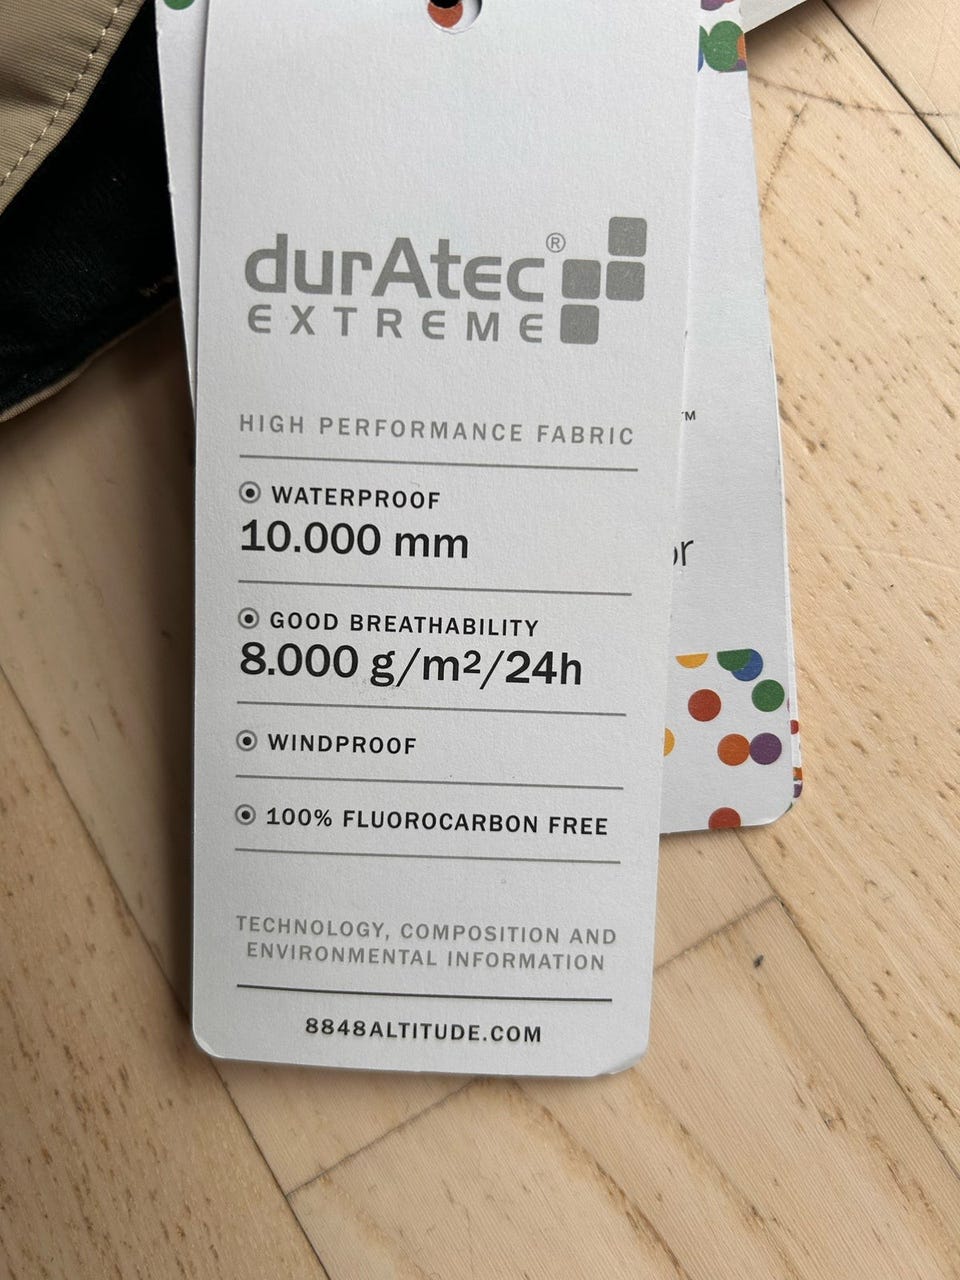 durAtec®
EXTREME
HIGH PERFORMANCE FABRIC
WATERPROOF
10.000 mm
GOOD BREATHABILITY
8.000 g/m²/24h
WINDPROOF
100% FLUOROCARBON FREE
TECHNOLOGY, COMPOSITION AND
ENVIRONMENTAL INFORMATION
8848ALTITUDE.COM
™